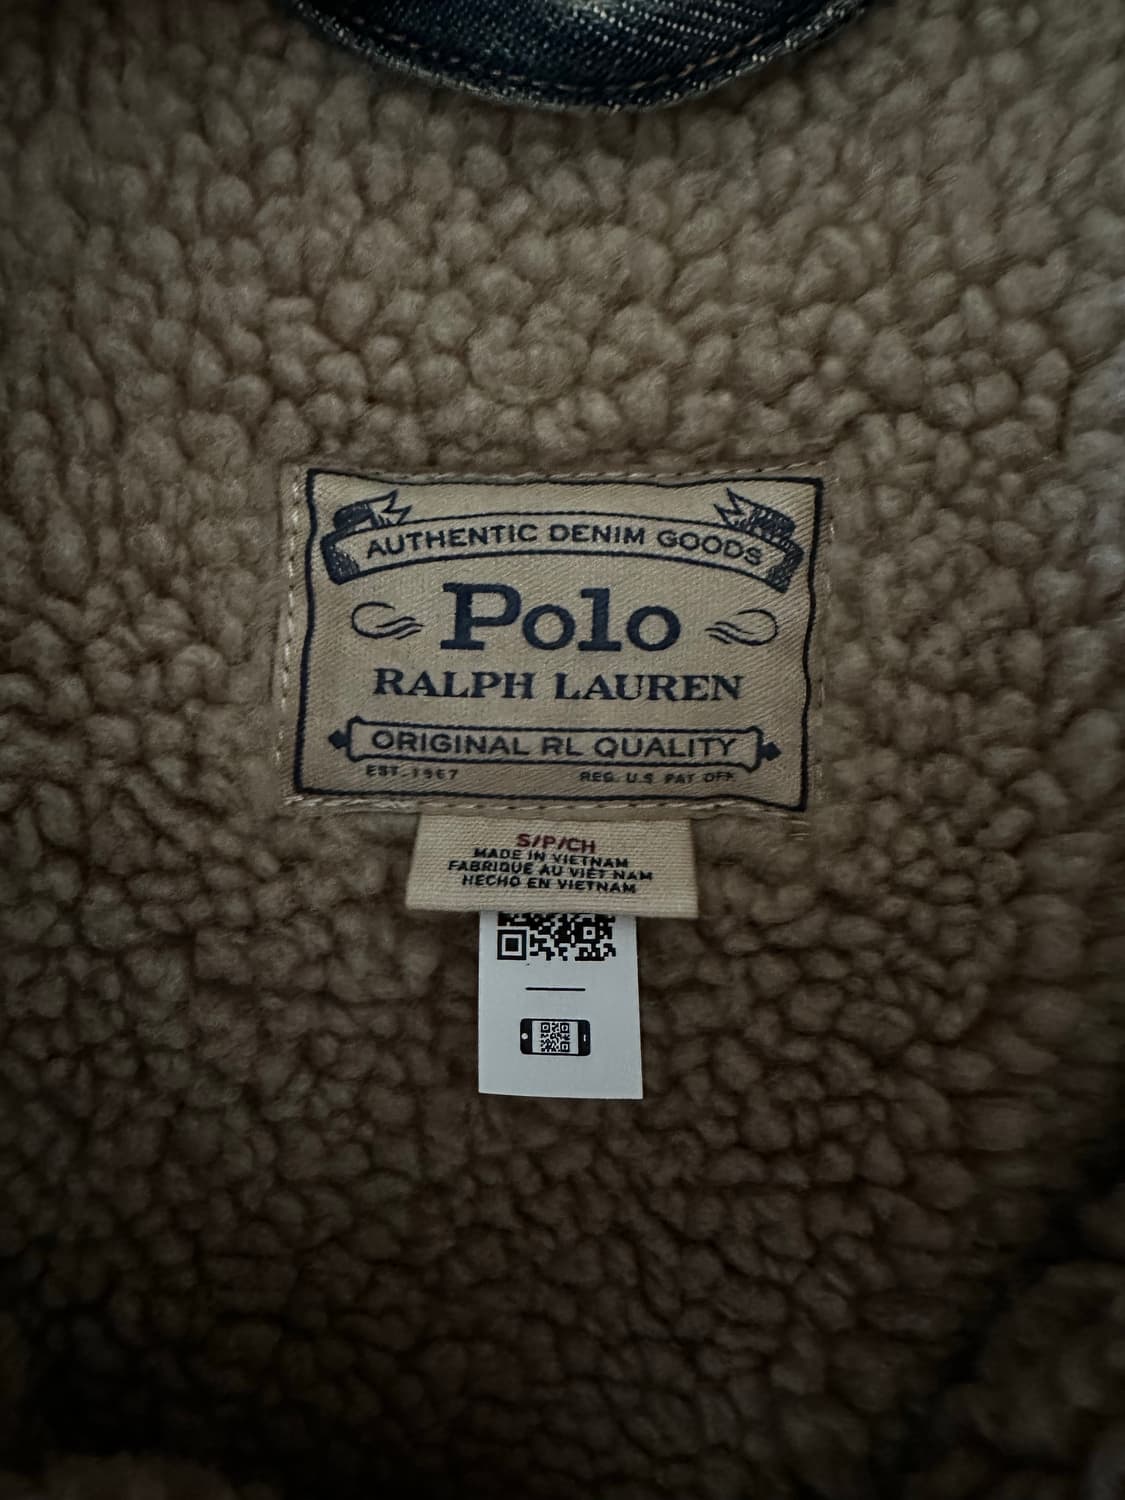 AUTHENTIC DENIM GOODS
Polo
RALPH LAUREN
ORIGINAL RL QUALITY
EST. 1967 REG. U.S. PAT. OFF.
S/P/CH
MADE IN VIETNAM
FABRIQUE AU VIET NAM
HECHO EN VIETNAM